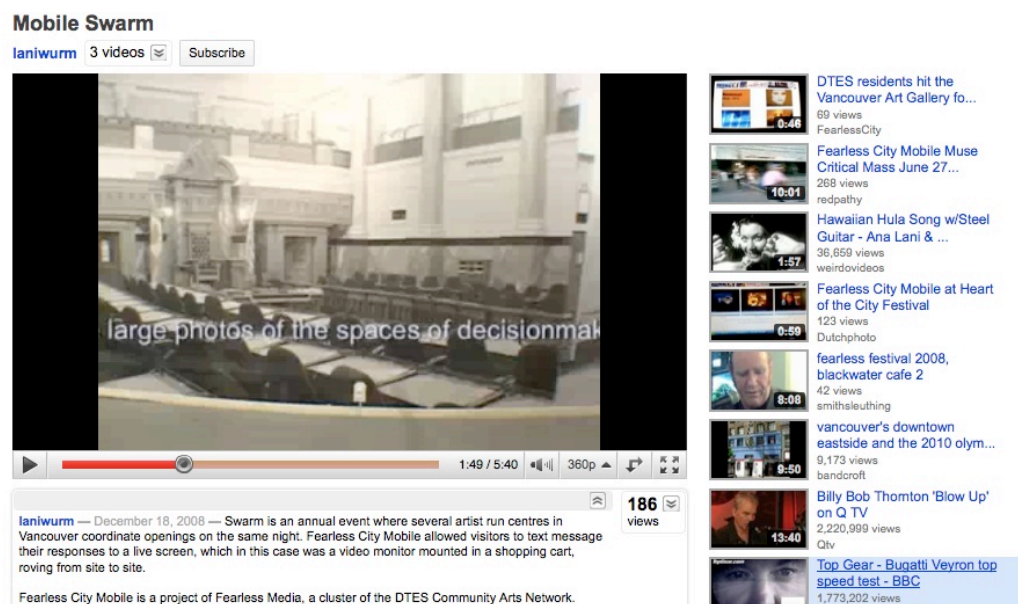 Mobile Swarm
laniwurm 3 videos Subscribe
large photos of the spaces of decisionmak
1:49 / 5:40 360p
laniwurm — December 18, 2008 — Swarm is an annual event where several artist run centres in
Vancouver coordinate openings on the same night. Fearless City Mobile allowed visitors to text message
their responses to a live screen, which in this case was a video monitor mounted in a shopping cart,
roving from site to site.
Fearless City Mobile is a project of Fearless Media, a cluster of the DTES Community Arts Network.
186
views
0:46
DTES residents hit the
Vancouver Art Gallery fo...
69 views
FearlessCity
10:01
Fearless City Mobile Muse
Critical Mass June 27...
268 views
redpathy
1:57
Hawaiian Hula Song w/Steel
Guitar - Ana Lani & ...
36,659 views
weirdovideos
0:59
Fearless City Mobile at Heart
of the City Festival
123 views
Dutchphoto
8:08
fearless festival 2008,
blackwater cafe 2
42 views
smithsleuthing
9:50
vancouver's downtown
eastside and the 2010 olym...
9,173 views
bandcroft
13:40
Billy Bob Thornton 'Blow Up'
on Q TV
2,220,999 views
Qtv
Top Gear - Bugatti Veyron top
speed test - BBC
1,773,202 views